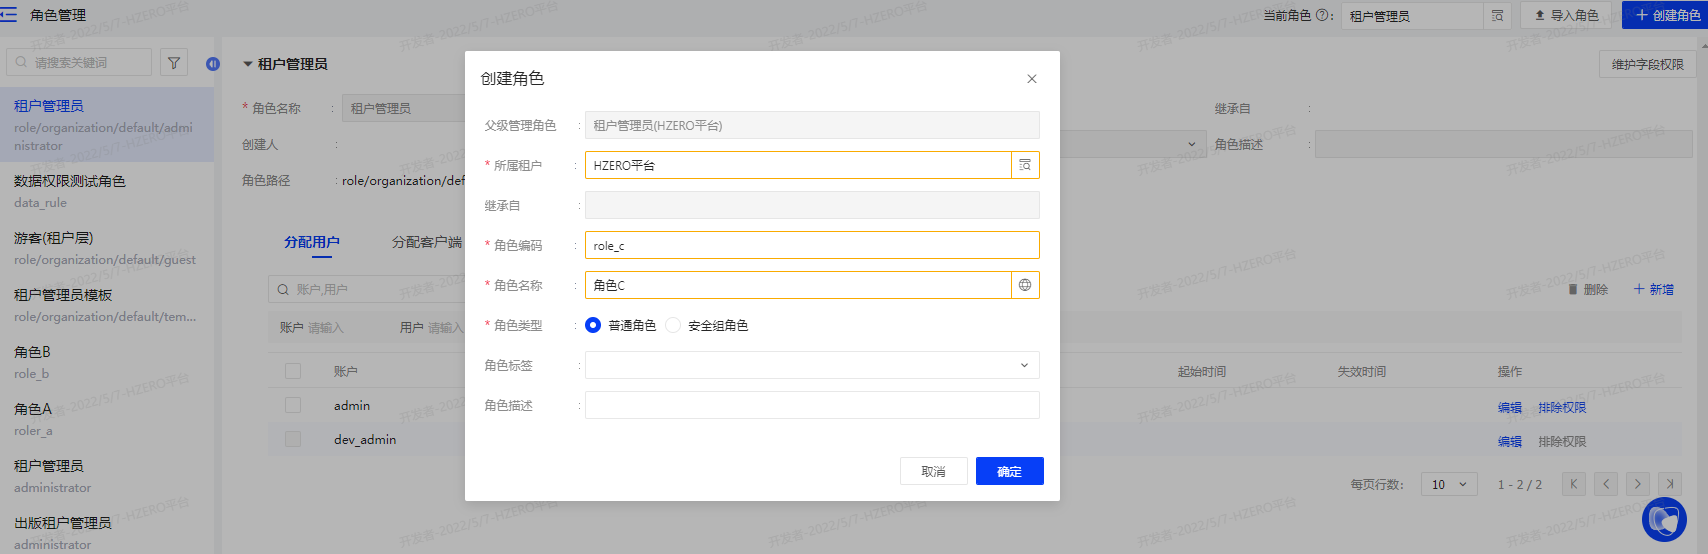 角色管理
当前角色 ? :
租户管理员
导入角色
创建角色
请搜索关键词
租户管理员
role/organization/default/admi
nistrator
数据权限测试角色
data_rule
游客(租户层)
role/organization/default/guest
租户管理员模板
role/organization/default/tem...
角色B
role_b
角色A
roler_a
租户管理员
administrator
出版租户管理员
administrator
租户管理员
维护字段权限
* 角色名称 : 租户管理员
继承自 :
创建人 :
角色描述 :
角色路径 : role/organization/def
分配用户
分配客户端
账户,用户
删除
新增
账户 请输入
用户 请输入
账户
起始时间
失效时间
操作
admin
编辑
排除权限
dev_admin
编辑
排除权限
每页行数:
10
1 - 2 / 2
创建角色
父级管理角色 : 租户管理员(HZERO平台)
* 所属租户 : HZERO平台
继承自 :
* 角色编码 : role_c
* 角色名称 : 角色C
* 角色类型 : 普通角色 安全组角色
角色标签 :
角色描述 :
取消
确定
开发者-2022/5/7-HZERO平台